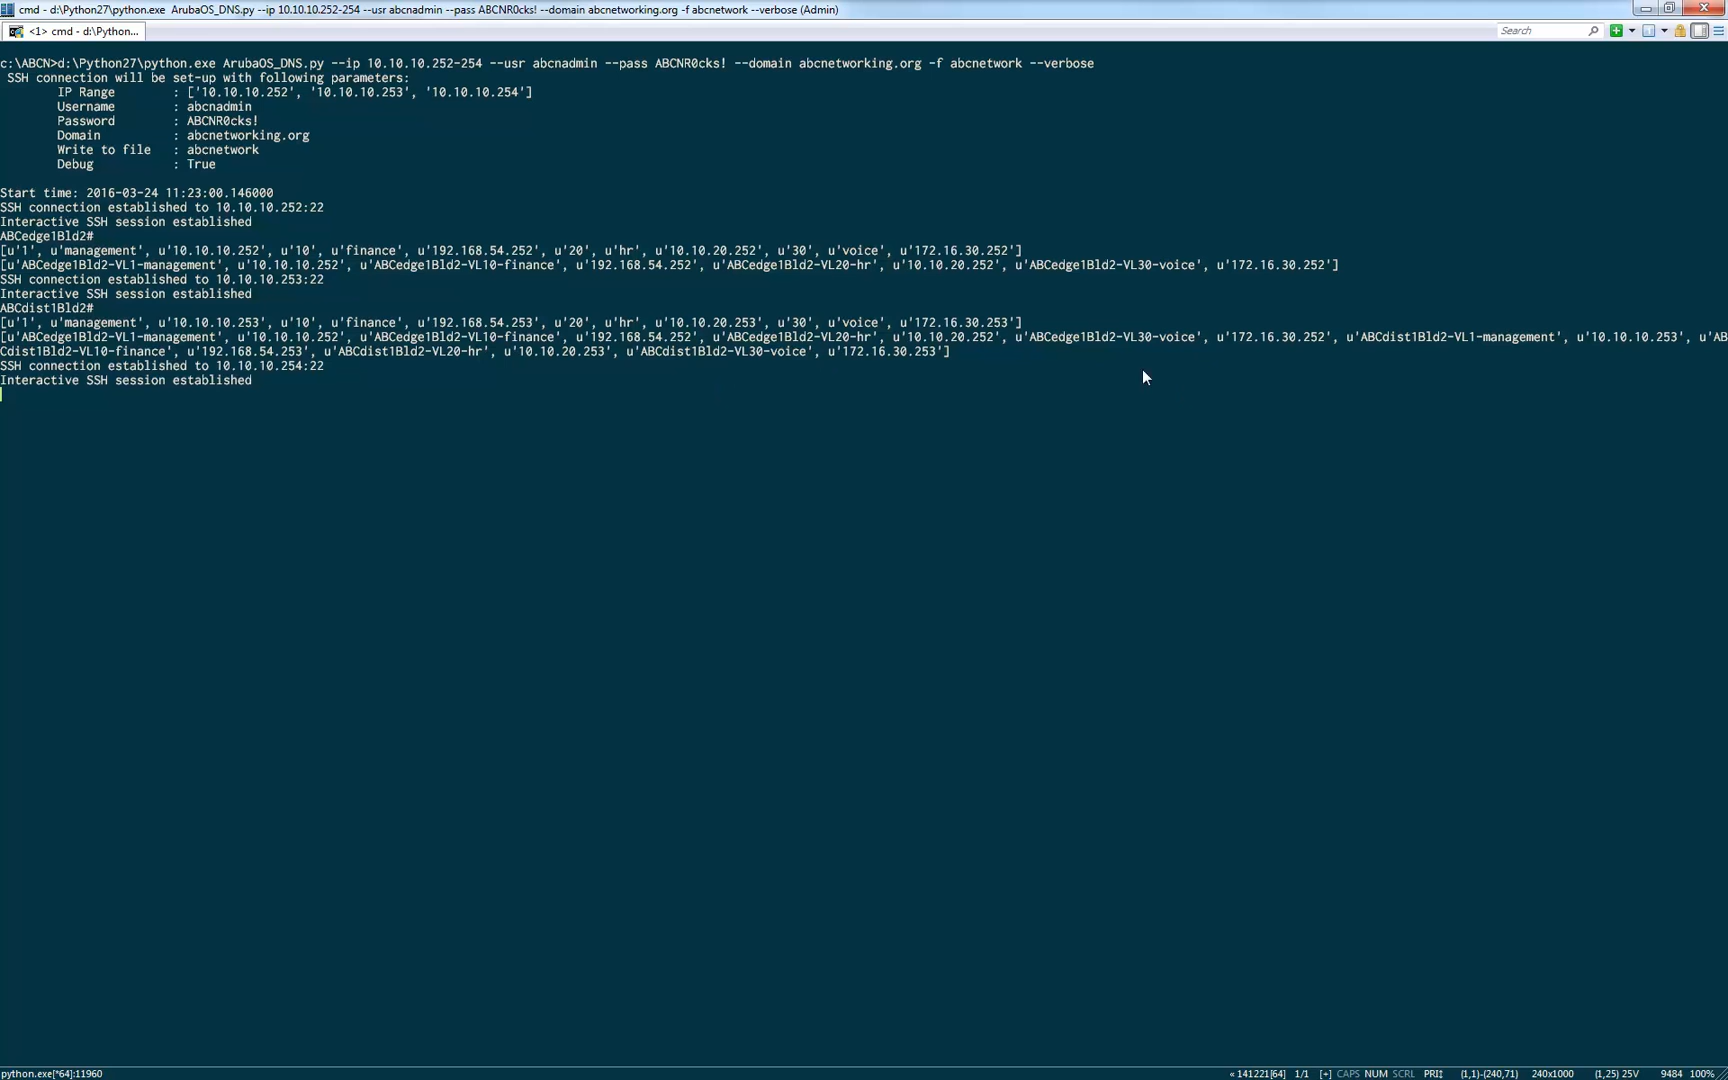 cmd - d:\Python27\python.exe  ArubaOS_DNS.py --ip 10.10.10.252-254 --usr abcnadmin --pass ABCNR0cks! --domain abcnetworking.org -f abcnetwork --verbose (Admin)
<1> cmd - d:\Python...
Search
c:\ABCN>d:\Python27\python.exe ArubaOS_DNS.py --ip 10.10.10.252-254 --usr abcnadmin --pass ABCNR0cks! --domain abcnetworking.org -f abcnetwork --verbose
SSH connection will be set-up with following parameters:
IP Range : ['10.10.10.252', '10.10.10.253', '10.10.10.254']
Username : abcnadmin
Password : ABCNR0cks!
Domain : abcnetworking.org
Write to file : abcnetwork
Debug : True
Start time: 2016-03-24 11:23:00.146000
SSH connection established to 10.10.10.252:22
Interactive SSH session established
ABCedge1Bld2#
[u'1', u'management', u'10.10.10.252', u'10', u'finance', u'192.168.54.252', u'20', u'hr', u'10.10.20.252', u'30', u'voice', u'172.16.30.252']
[u'ABCedge1Bld2-VL1-management', u'10.10.10.252', u'ABCedge1Bld2-VL10-finance', u'192.168.54.252', u'ABCedge1Bld2-VL20-hr', u'10.10.20.252', u'ABCedge1Bld2-VL30-voice', u'172.16.30.252']
SSH connection established to 10.10.10.253:22
Interactive SSH session established
ABCdist1Bld2#
[u'1', u'management', u'10.10.10.253', u'10', u'finance', u'192.168.54.253', u'20', u'hr', u'10.10.20.253', u'30', u'voice', u'172.16.30.253']
[u'ABCedge1Bld2-VL1-management', u'10.10.10.252', u'ABCedge1Bld2-VL10-finance', u'192.168.54.252', u'ABCedge1Bld2-VL20-hr', u'10.10.20.252', u'ABCedge1Bld2-VL30-voice', u'172.16.30.252', u'ABCdist1Bld2-VL1-management', u'10.10.10.253', u'AB
Cdist1Bld2-VL10-finance', u'192.168.54.253', u'ABCdist1Bld2-VL20-hr', u'10.10.20.253', u'ABCdist1Bld2-VL30-voice', u'172.16.30.253']
SSH connection established to 10.10.10.254:22
Interactive SSH session established
python.exe[*64]:11960 « 141221[64] 1/1 [+] CAPS NUM SCRL PRI‡ (1,1)-(240,71) 240x1000 (1,25) 25V 9484 100%